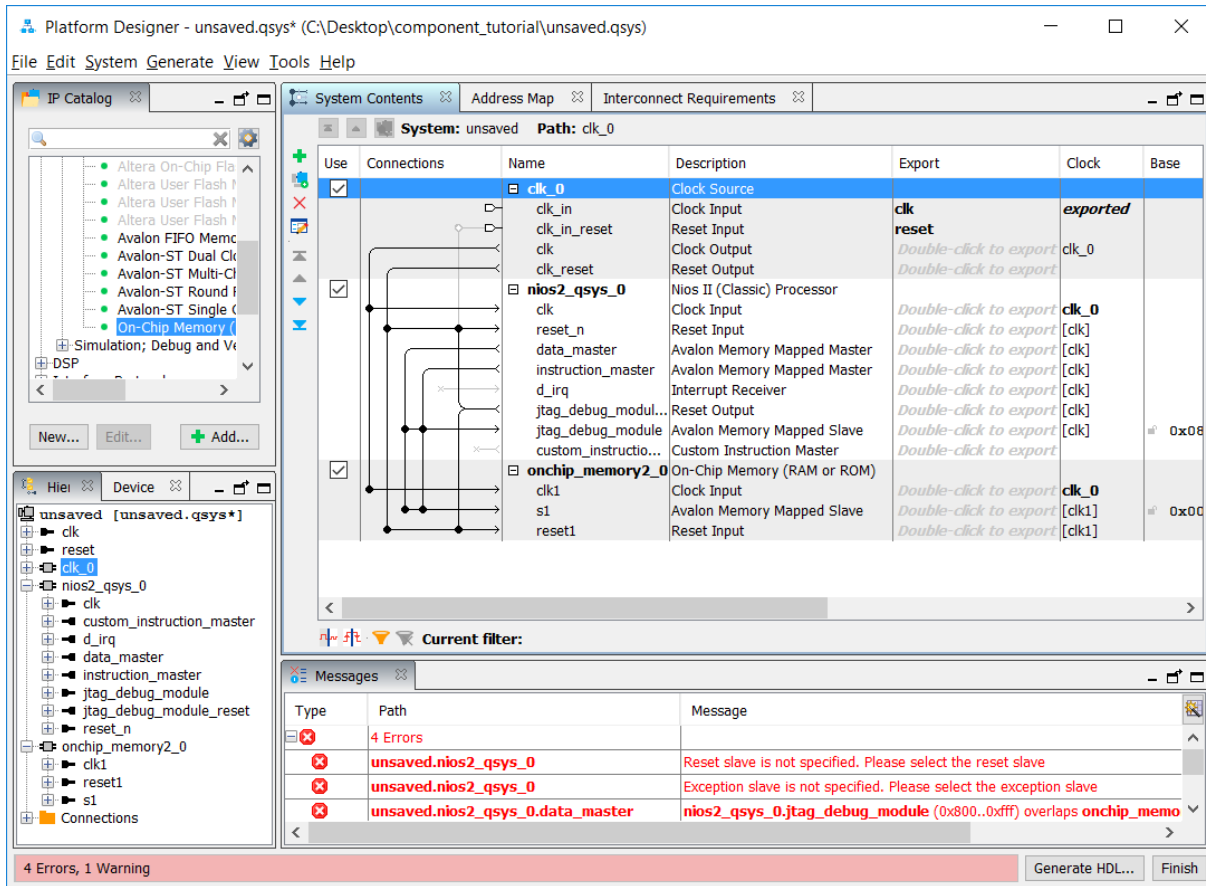 Platform Designer - unsaved.qsys* (C:\Desktop\component_tutorial\unsaved.qsys)
File Edit System Generate View Tools Help
IP Catalog
Altera On-Chip Fla
Altera User Flash
Altera User Flash
Altera User Flash
Avalon FIFO Memo
Avalon-ST Dual Clo
Avalon-ST Multi-Ch
Avalon-ST Round F
Avalon-ST Single
On-Chip Memory (
Simulation; Debug and Ve
DSP
New... Edit... Add...
Hier Device
unsaved [unsaved.qsys*]
clk
reset
clk_0
nios2_qsys_0
clk
custom_instruction_master
d_irq
data_master
instruction_master
jtag_debug_module
jtag_debug_module_reset
reset_n
onchip_memory2_0
clk1
reset1
s1
Connections
System Contents Address Map Interconnect Requirements
System: unsaved Path: clk_0
Use Connections Name Description Export Clock Base
clk_0 Clock Source
clk_in Clock Input clk exported
clk_in_reset Reset Input reset
clk Clock Output Double-click to export clk_0
clk_reset Reset Output Double-click to export
nios2_qsys_0 Nios II (Classic) Processor
clk Clock Input Double-click to export clk_0
reset_n Reset Input Double-click to export [clk]
data_master Avalon Memory Mapped Master Double-click to export [clk]
instruction_master Avalon Memory Mapped Master Double-click to export [clk]
d_irq Interrupt Receiver Double-click to export [clk]
jtag_debug_modul... Reset Output Double-click to export [clk]
jtag_debug_module Avalon Memory Mapped Slave Double-click to export [clk] 0x08
custom_instructio... Custom Instruction Master Double-click to export
onchip_memory2_0 On-Chip Memory (RAM or ROM)
clk1 Clock Input Double-click to export clk_0
s1 Avalon Memory Mapped Slave Double-click to export [clk1] 0x00
reset1 Reset Input Double-click to export [clk1]
Current filter:
Messages
Type Path Message
4 Errors
unsaved.nios2_qsys_0 Reset slave is not specified. Please select the reset slave
unsaved.nios2_qsys_0 Exception slave is not specified. Please select the exception slave
unsaved.nios2_qsys_0.data_master nios2_qsys_0.jtag_debug_module (0x800..0xfff) overlaps onchip_memo
4 Errors, 1 Warning Generate HDL... Finish